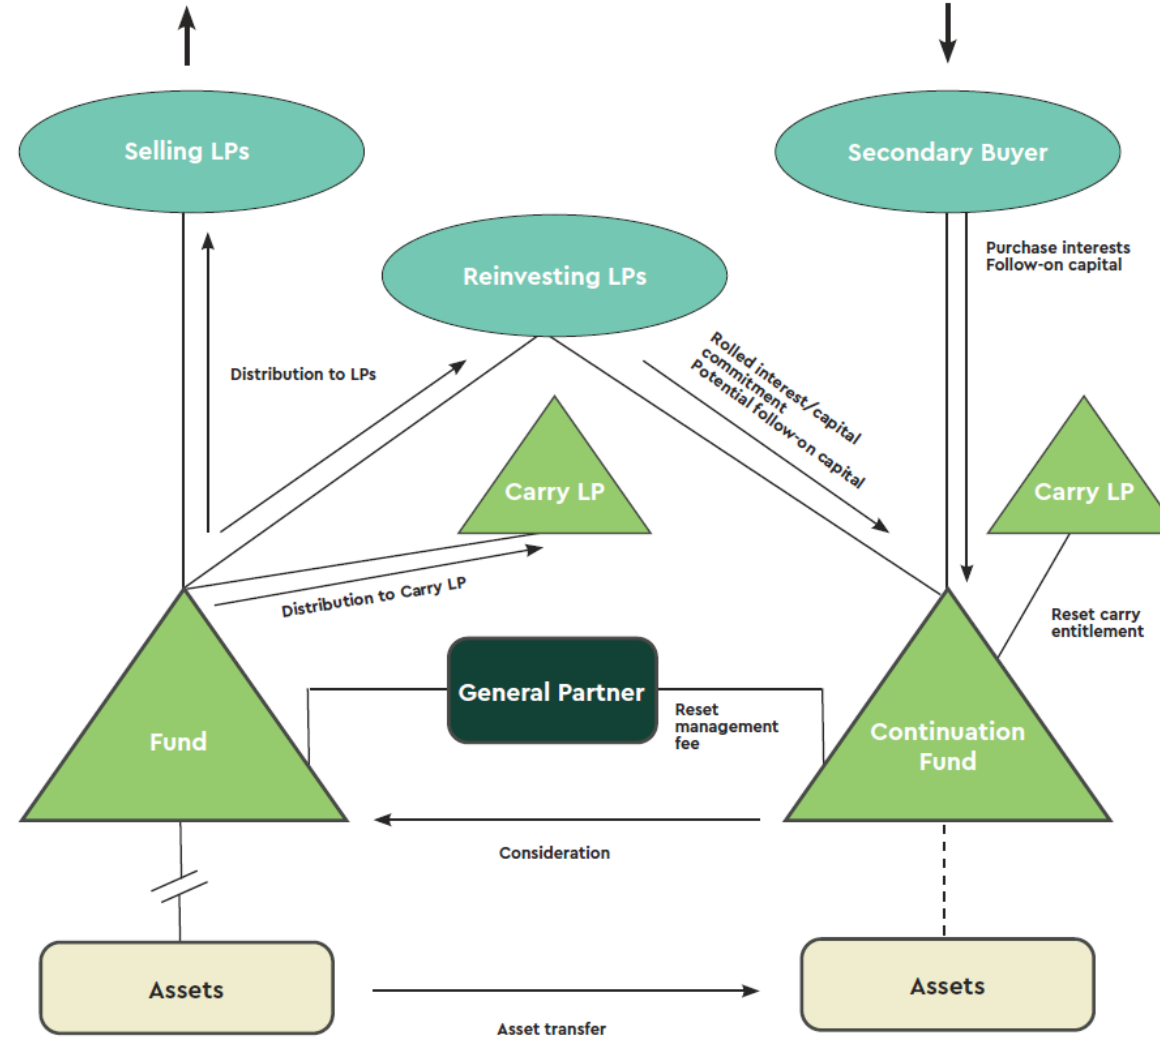 Selling LPs
Secondary Buyer
Purchase interests
Follow-on capital
Reinvesting LPs
Rolled interest/capital
commitment
Potential follow-on capital
Distribution to LPs
Carry LP
Carry LP
Distribution to Carry LP
Reset carry
entitlement
General Partner
Reset
management
fee
Fund
Continuation
Fund
Consideration
Assets
Assets
Asset transfer